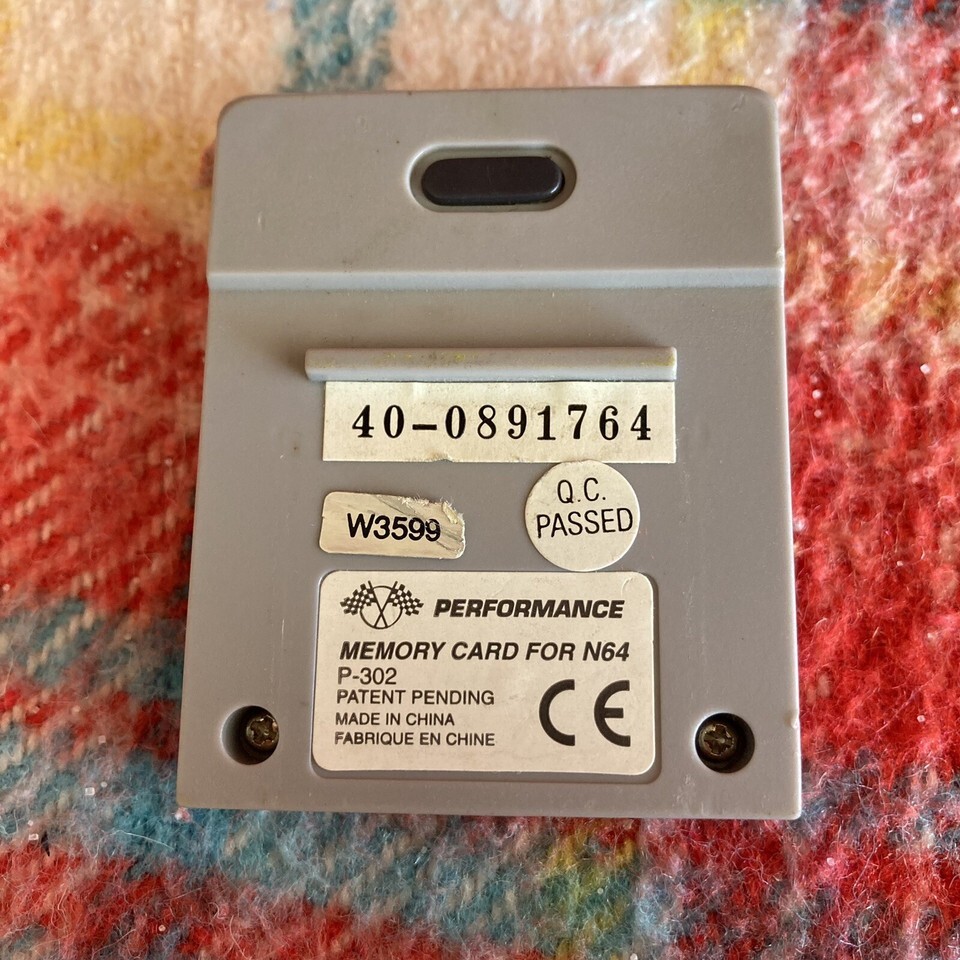 40-0891764
W3599
Q.C.
PASSED
PERFORMANCE
MEMORY CARD FOR N64
P-302
PATENT PENDING
MADE IN CHINA
FABRIQUE EN CHINE
CE